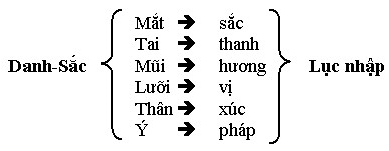 Mắt ➔ sắc
Tai ➔ thanh
Mũi ➔ hương
Danh-Sắc Lục nhập
Lưỡi ➔ vị
Thân ➔ xúc
Ý ➔ pháp